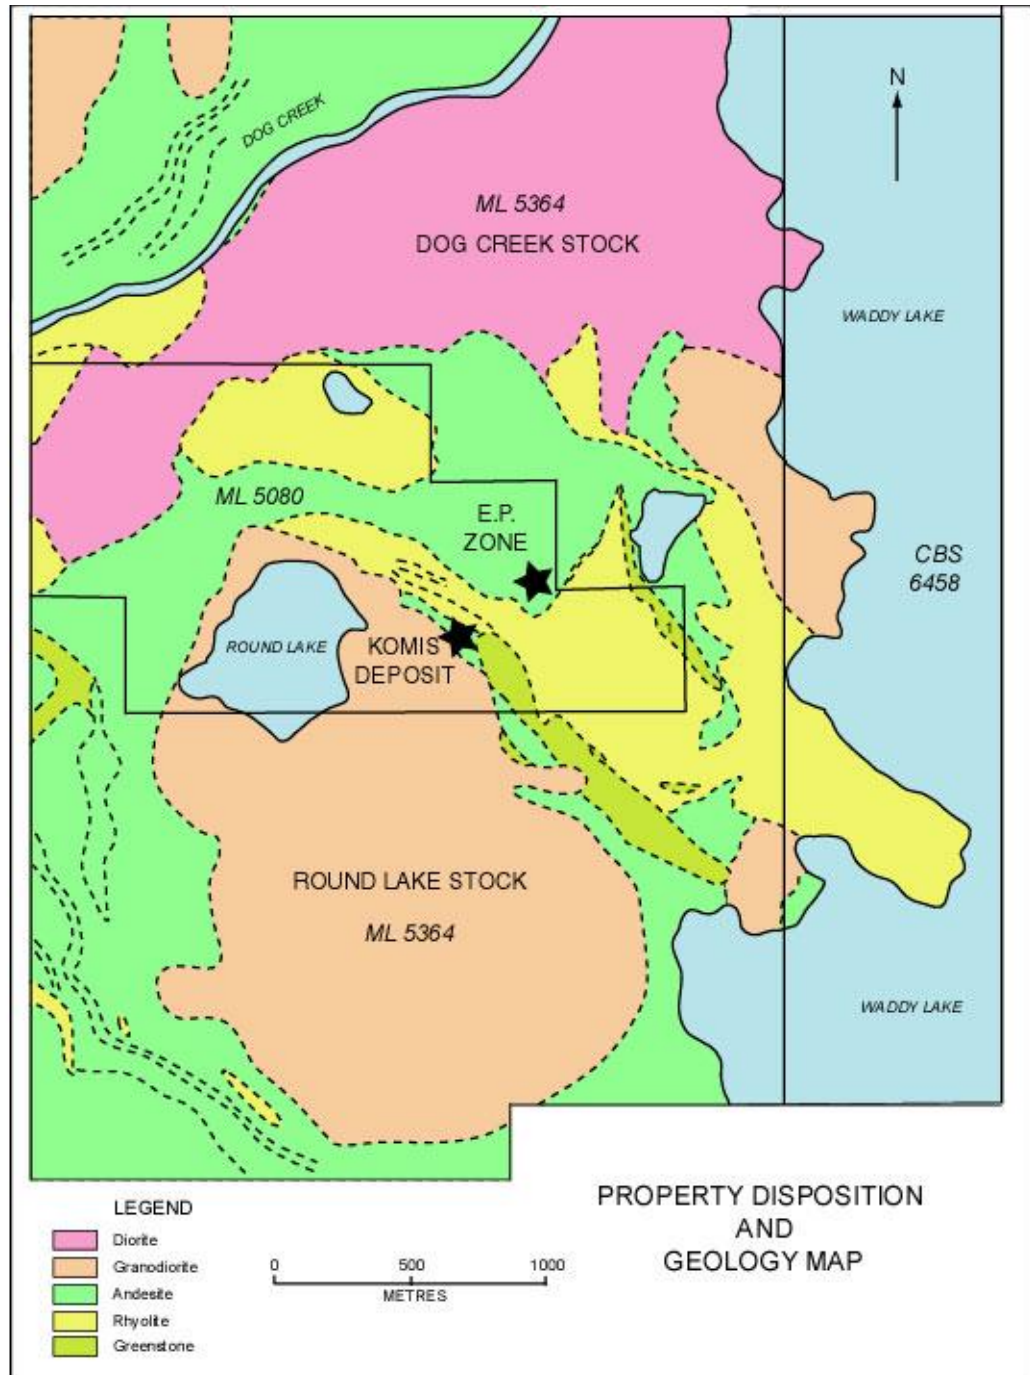 N
DOG CREEK
ML 5364
DOG CREEK STOCK
WADDY LAKE
ML 5080
E.P.
ZONE
CBS
6458
ROUND LAKE
KOMIS
DEPOSIT
ROUND LAKE STOCK
ML 5364
WADDY LAKE
PROPERTY DISPOSITION
AND
GEOLOGY MAP
LEGEND
Diorite
Granodiorite
Andesite
Rhyolite
Greenstone
0 500 1000
METRES